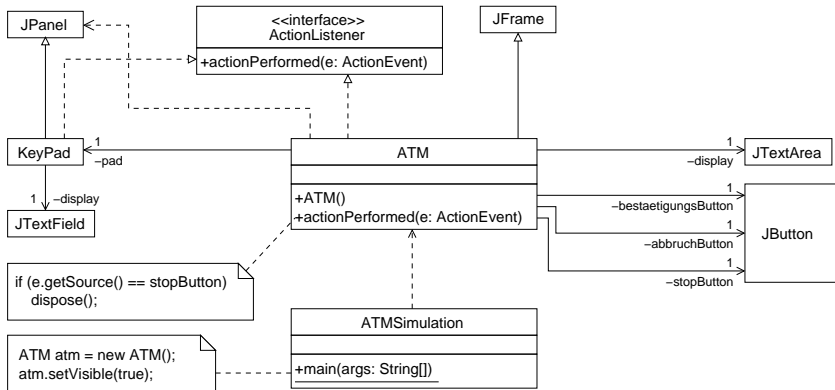 JPanel
<<interface>>
ActionListener
+actionPerformed(e: ActionEvent)
JFrame
KeyPad
1
–pad
ATM
1
–display
JTextArea
1
–display
JTextField
+ATM()
+actionPerformed(e: ActionEvent)
1
–bestaetigungsButton
1
–abbruchButton
1
–stopButton
JButton
if (e.getSource() == stopButton)
dispose();
ATMSimulation
+main(args: String[])
ATM atm = new ATM();
atm.setVisible(true);